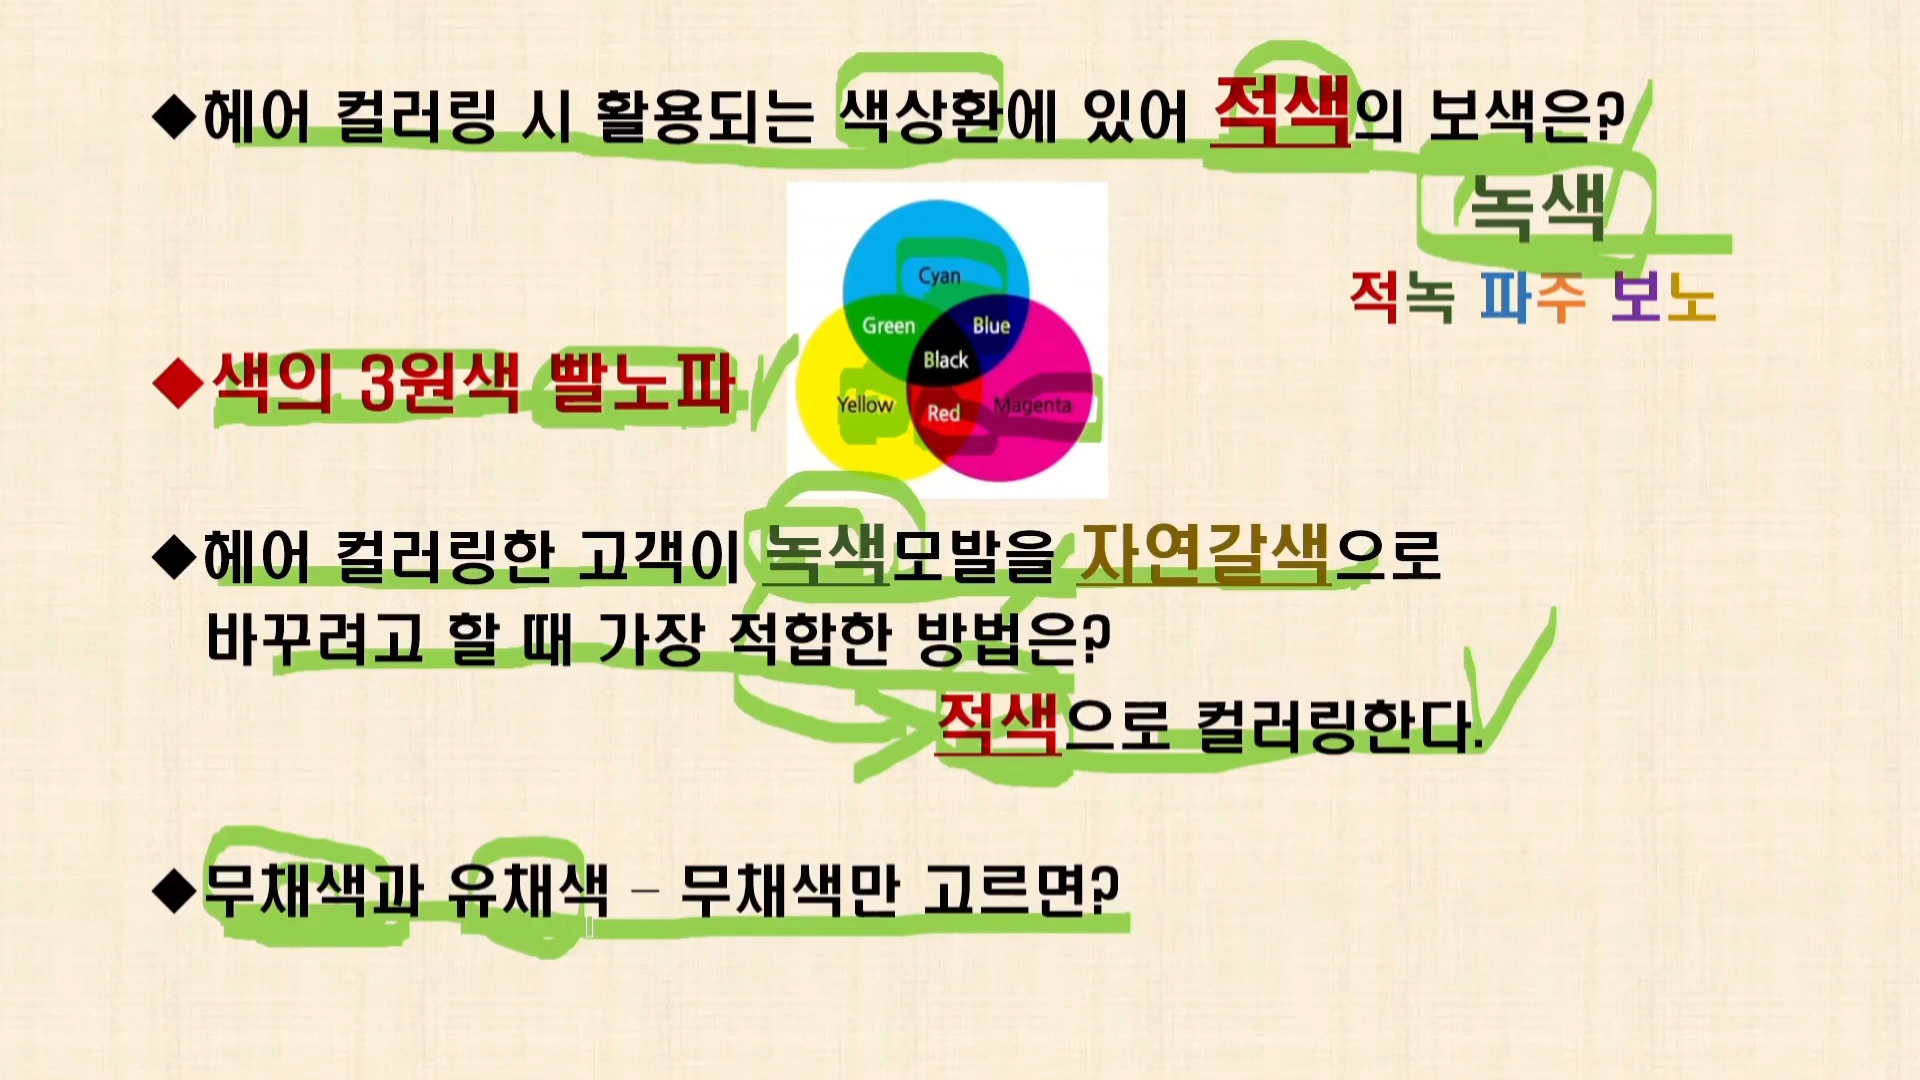 ◆헤어 컬러링 시 활용되는 색상환에 있어 적색의 보색은?
녹색
적녹 파주 보노
Cyan
Green Blue
Black
Yellow Red Magenta
◆색의 3원색 빨노파
◆헤어 컬러링한 고객이 녹색모발을 자연갈색으로
바꾸려고 할 때 가장 적합한 방법은?
적색으로 컬러링한다.
◆무채색과 유채색 – 무채색만 고르면?